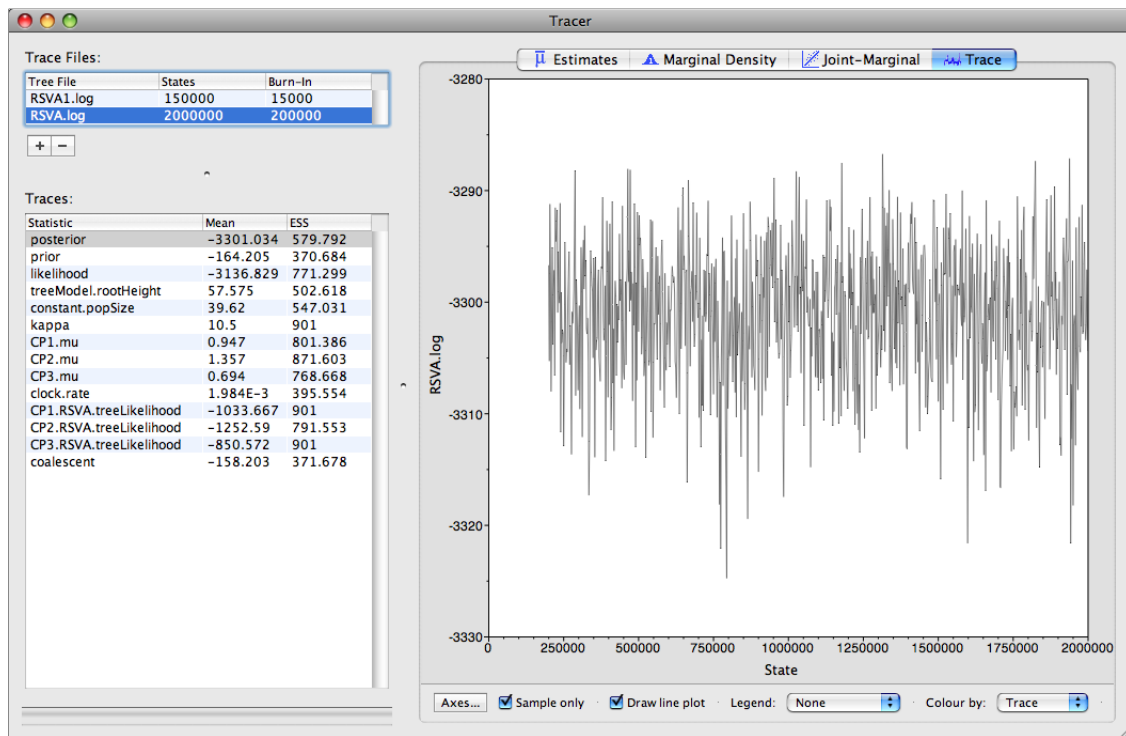 Tracer
Trace Files:
Tree File States Burn-In
RSVA1.log 150000 15000
RSVA.log 2000000 200000
+ −
Traces:
Statistic Mean ESS
posterior -3301.034 579.792
prior -164.205 370.684
likelihood -3136.829 771.299
treeModel.rootHeight 57.575 502.618
constant.popSize 39.62 547.031
kappa 10.5 901
CP1.mu 0.947 801.386
CP2.mu 1.357 871.603
CP3.mu 0.694 768.668
clock.rate 1.984E-3 395.554
CP1.RSVA.treeLikelihood -1033.667 901
CP2.RSVA.treeLikelihood -1252.59 791.553
CP3.RSVA.treeLikelihood -850.572 901
coalescent -158.203 371.678
μ Estimates Marginal Density Joint-Marginal Trace
-3280
-3290
-3300
-3310
-3320
-3330
RSVA.log
0 250000 500000 750000 1000000 1250000 1500000 1750000 2000000
State
Axes... Sample only Draw line plot Legend: None Colour by: Trace